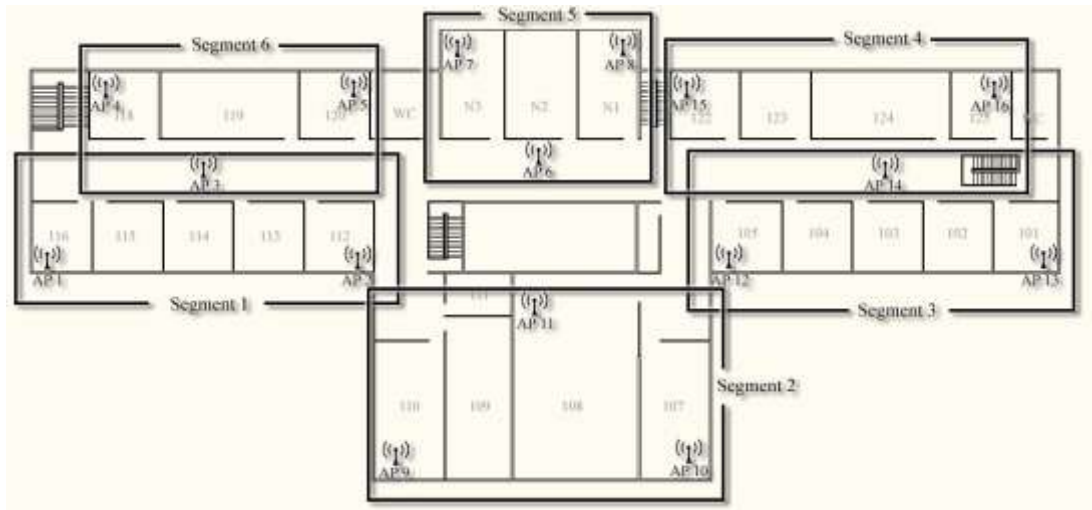 Segment 5
Segment 6
Segment 4
AP 7
AP 8
AP 4
AP 5
AP 15
AP 16
118
119
120
WC
N3
N2
N1
122
123
124
125
WC
AP 3
AP 6
AP 14
116
115
114
113
112
105
104
103
102
101
AP 1
AP 2
AP 12
AP 13
Segment 1
111
AP 11
Segment 3
Segment 2
110
109
108
107
AP 9
AP 10